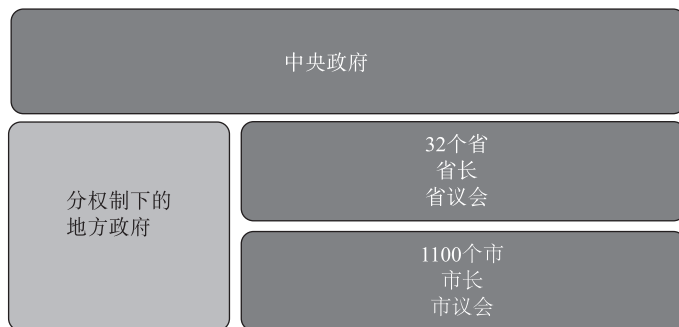 中央政府
分权制下的
地方政府
32个省
省长
省议会
1100个市
市长
市议会